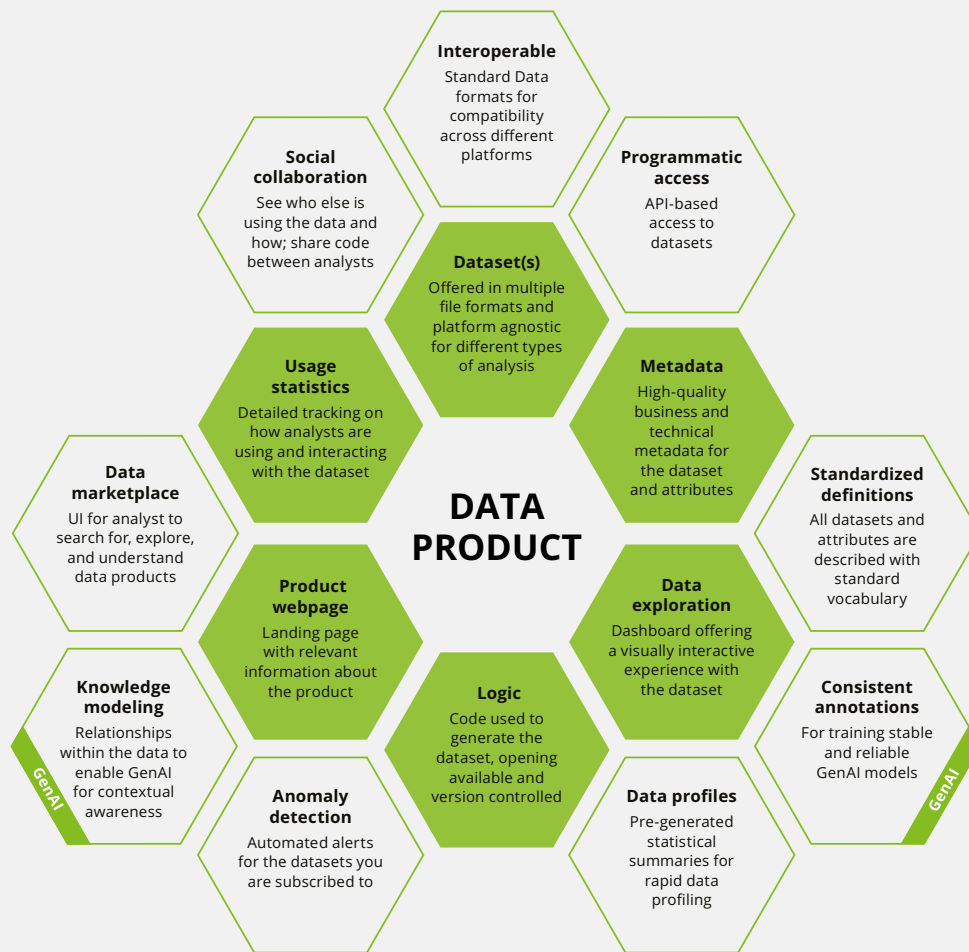 Interoperable
Standard Data
formats for
compatibility
across different
platforms
Social
collaboration
See who else is
using the data and
how; share code
between analysts
Programmatic
access
API-based
access to
datasets
Dataset(s)
Offered in multiple
file formats and
platform agnostic
for different types
of analysis
Usage
statistics
Detailed tracking on
how analysts are
using and interacting
with the dataset
Metadata
High-quality
business and
technical
metadata for
the dataset
and attributes
Data
marketplace
UI for analyst to
search for, explore,
and understand
data products
DATA
PRODUCT
Standardized
definitions
All datasets and
attributes are
described with
standard
vocabulary
Product
webpage
Landing page
with relevant
information about
the product
Data
exploration
Dashboard offering
a visually interactive
experience with
the dataset
Knowledge
modeling
Relationships
within the data to
enable GenAI
for contextual
awareness
GenAI
Logic
Code used to
generate the
dataset, opening
available and
version controlled
Consistent
annotations
For training stable
and reliable
GenAI models
GenAI
Anomaly
detection
Automated alerts
for the datasets you
are subscribed to
Data profiles
Pre-generated
statistical
summaries for
rapid data
profiling